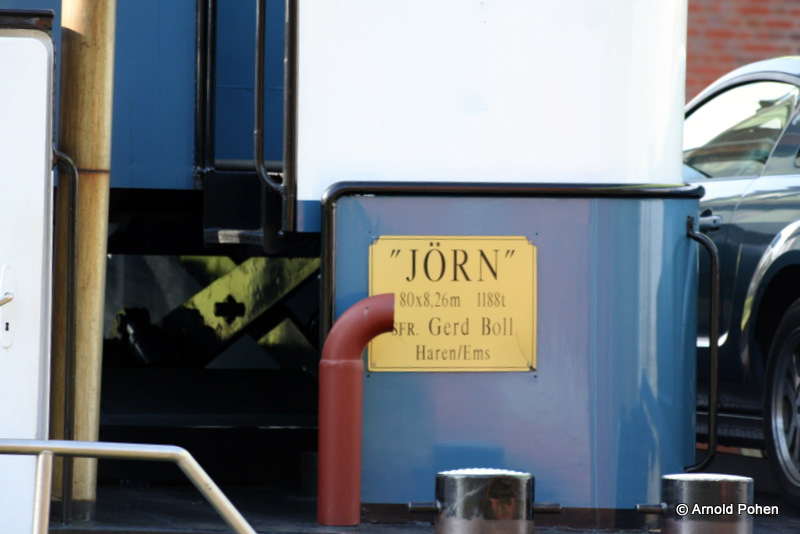 "JÖRN"
80x8,26m 1188t
SFR. Gerd Boll
Haren/Ems
© Arnold Pohen